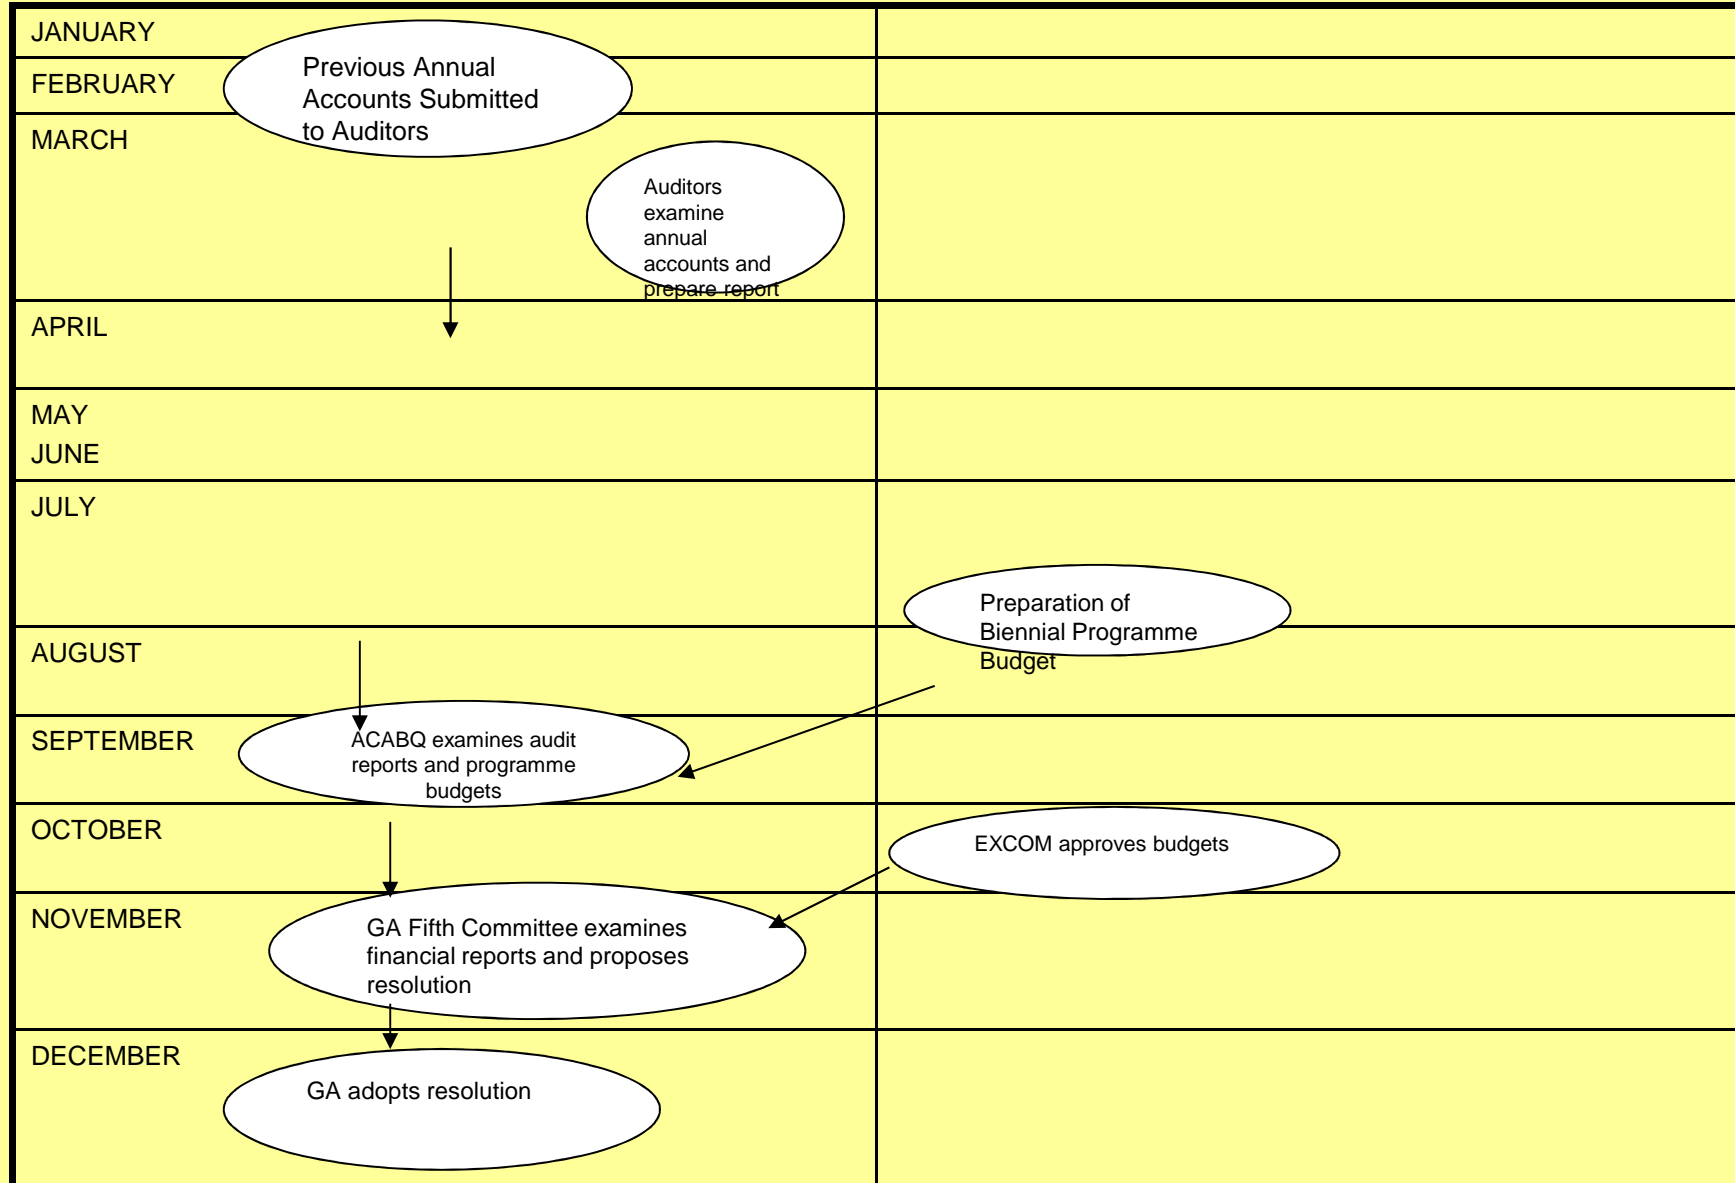 JANUARY
FEBRUARY
Previous Annual
Accounts Submitted
to Auditors
MARCH
Auditors
examine
annual
accounts and
prepare report
APRIL
MAY
JUNE
JULY
Preparation of
Biennial Programme
Budget
AUGUST
SEPTEMBER
ACABQ examines audit
reports and programme
budgets
OCTOBER
EXCOM approves budgets
NOVEMBER
GA Fifth Committee examines
financial reports and proposes
resolution
DECEMBER
GA adopts resolution